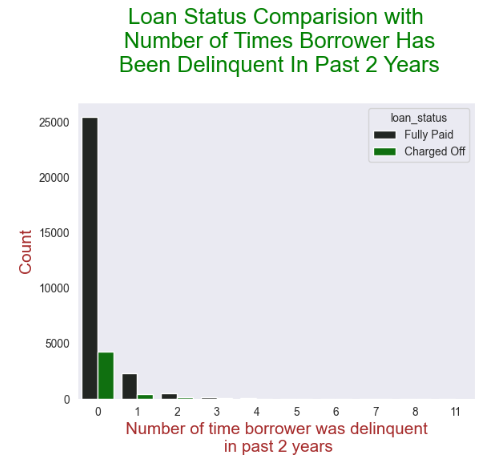 Loan Status Comparision with
Number of Times Borrower Has
Been Delinquent In Past 2 Years
loan_status
Fully Paid
Charged Off
Count
25000
20000
15000
10000
5000
0
0 1 2 3 4 5 6 7 8 11
Number of time borrower was delinquent
in past 2 years